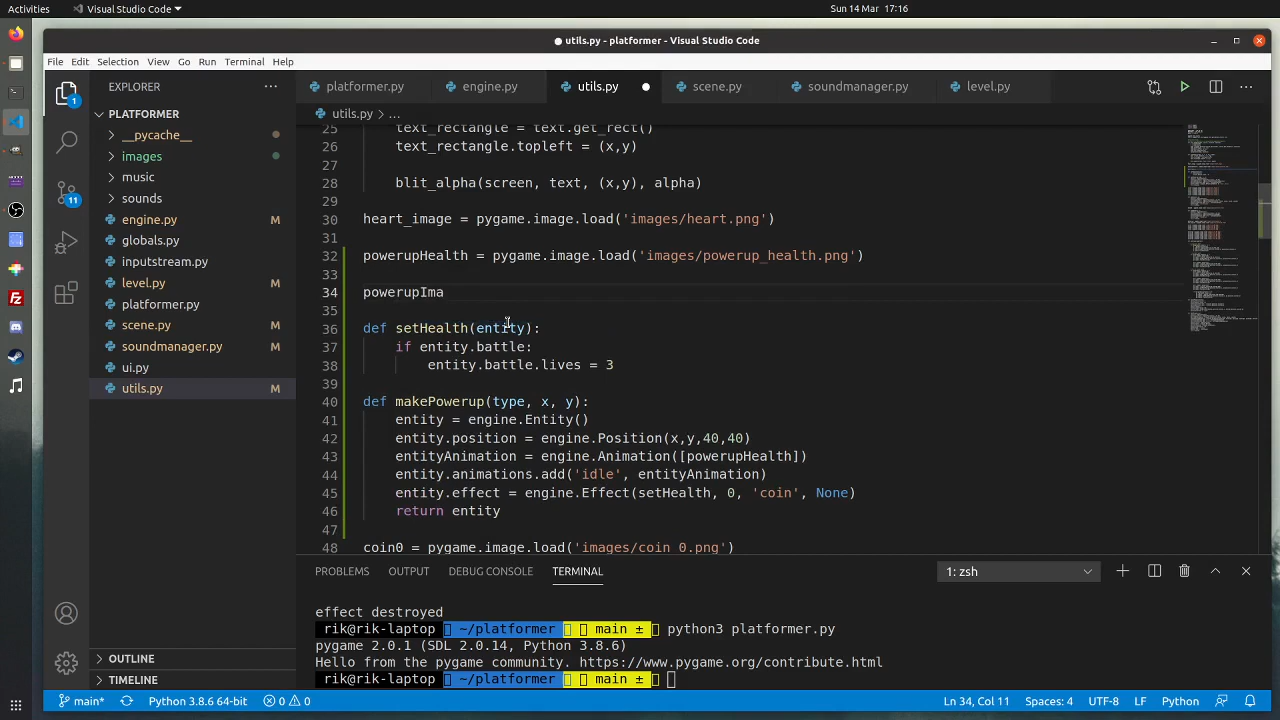 Activities
Visual Studio Code
Sun 14 Mar 17:16
● utils.py - platformer - Visual Studio Code
File Edit Selection View Go Run Terminal Help
EXPLORER
platformer.py engine.py utils.py scene.py soundmanager.py level.py
PLATFORMER
utils.py > ...
__pycache__
images
music
sounds
engine.py M
globals.py
inputstream.py
level.py M
platformer.py
scene.py M
soundmanager.py M
ui.py
utils.py M
OUTLINE
TIMELINE
25 text_rectangle = text.get_rect()
26 text_rectangle.topleft = (x,y)
27
28 blit_alpha(screen, text, (x,y), alpha)
29
30 heart_image = pygame.image.load('images/heart.png')
31
32 powerupHealth = pygame.image.load('images/powerup_health.png')
33
34 powerupIma
35
36 def setHealth(entity):
37 if entity.battle:
38 entity.battle.lives = 3
39
40 def makePowerup(type, x, y):
41 entity = engine.Entity()
42 entity.position = engine.Position(x,y,40,40)
43 entityAnimation = engine.Animation([powerupHealth])
44 entity.animations.add('idle', entityAnimation)
45 entity.effect = engine.Effect(setHealth, 0, 'coin', None)
46 return entity
47
48 coin0 = pygame.image.load('images/coin_0.png')
PROBLEMS OUTPUT DEBUG CONSOLE TERMINAL
1: zsh
effect destroyed
rik@rik-laptop ~/platformer main ± python3 platformer.py
pygame 2.0.1 (SDL 2.0.14, Python 3.8.6)
Hello from the pygame community. https://www.pygame.org/contribute.html
rik@rik-laptop ~/platformer main ±
1
11
main* Python 3.8.6 64-bit 0 0 Ln 34, Col 11 Spaces: 4 UTF-8 LF Python